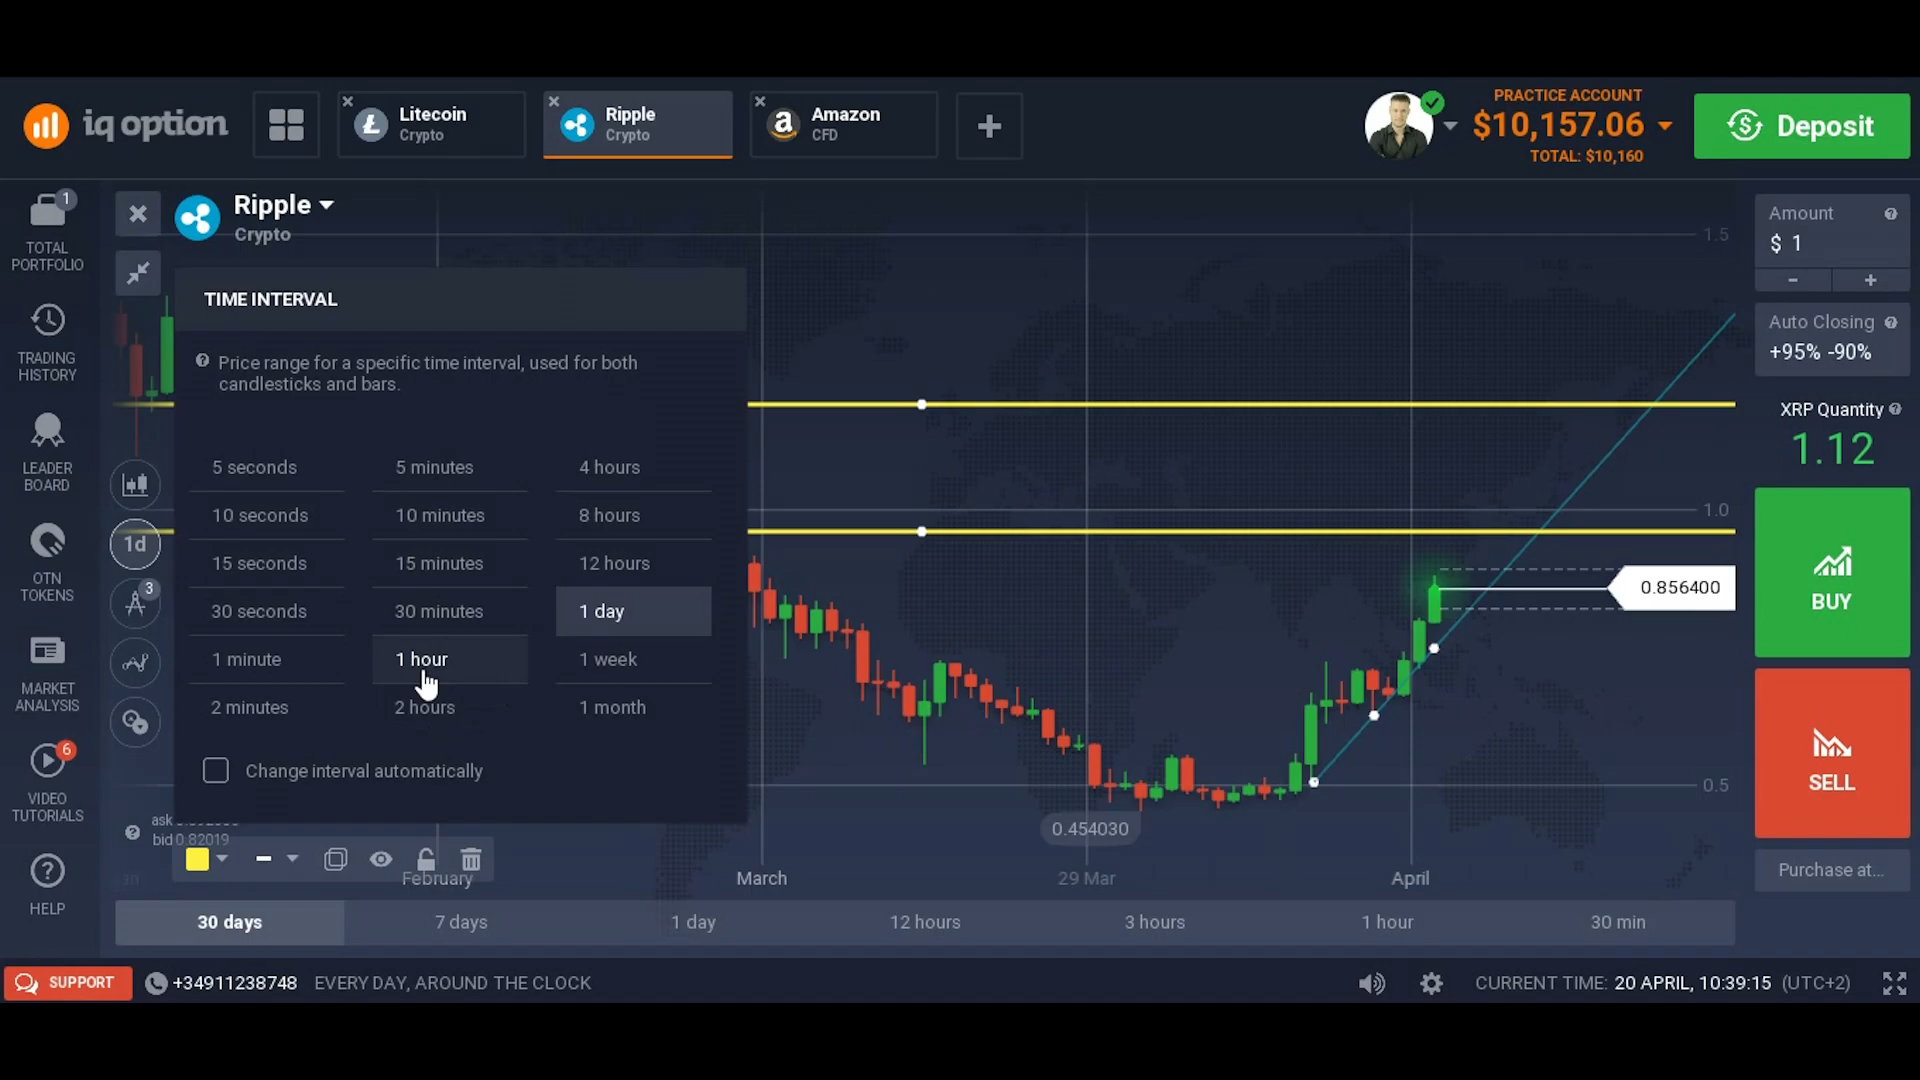 iq option
Litecoin
Crypto
Ripple
Crypto
Amazon
CFD
PRACTICE ACCOUNT
$10,157.06
TOTAL: $10,160
Deposit
1
TOTAL
PORTFOLIO
TRADING
HISTORY
LEADER
BOARD
OTN
TOKENS
MARKET
ANALYSIS
6
VIDEO
TUTORIALS
HELP
Ripple
Crypto
1d
3
TIME INTERVAL
Price range for a specific time interval, used for both
candlesticks and bars.
5 seconds
5 minutes
4 hours
10 seconds
10 minutes
8 hours
15 seconds
15 minutes
12 hours
30 seconds
30 minutes
1 day
1 minute
1 hour
1 week
2 minutes
2 hours
1 month
Change interval automatically
ask
bid 0.82019
1.5
1.0
0.5
0.856400
0.454030
February
March
29 Mar
April
30 days
7 days
1 day
12 hours
3 hours
1 hour
30 min
Amount
$ 1
- +
Auto Closing
+95% -90%
XRP Quantity
1.12
BUY
SELL
Purchase at...
SUPPORT
+34911238748
EVERY DAY, AROUND THE CLOCK
CURRENT TIME: 20 APRIL, 10:39:15 (UTC+2)